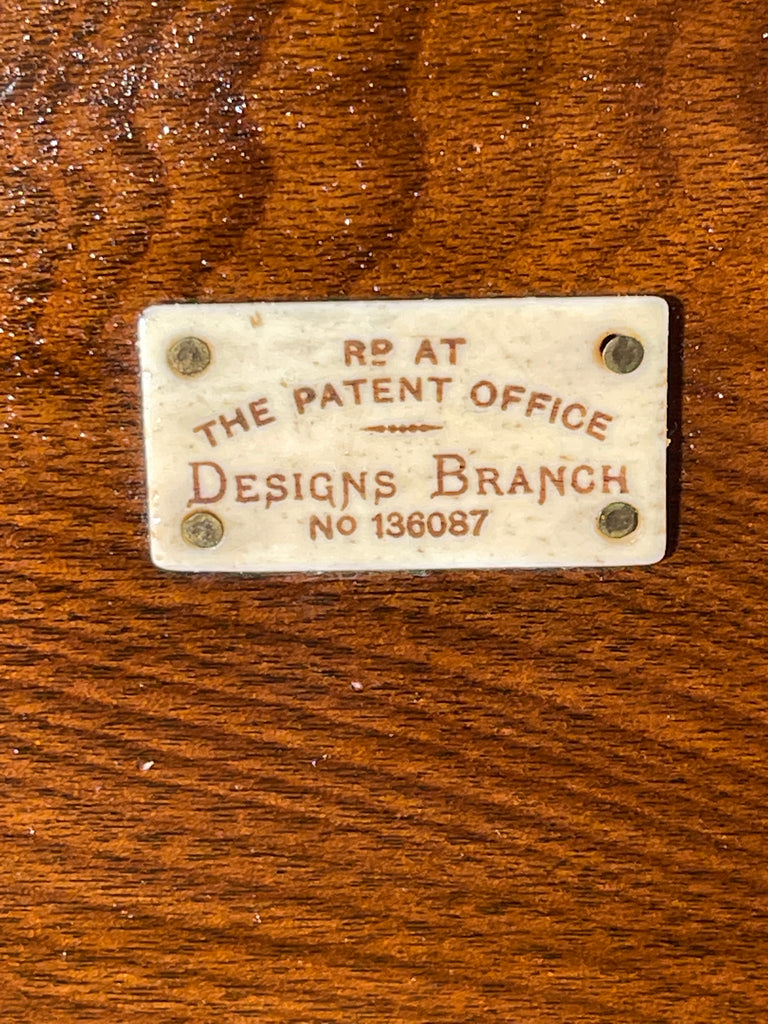 RD AT
THE PATENT OFFICE
DESIGNS BRANCH
No 136087